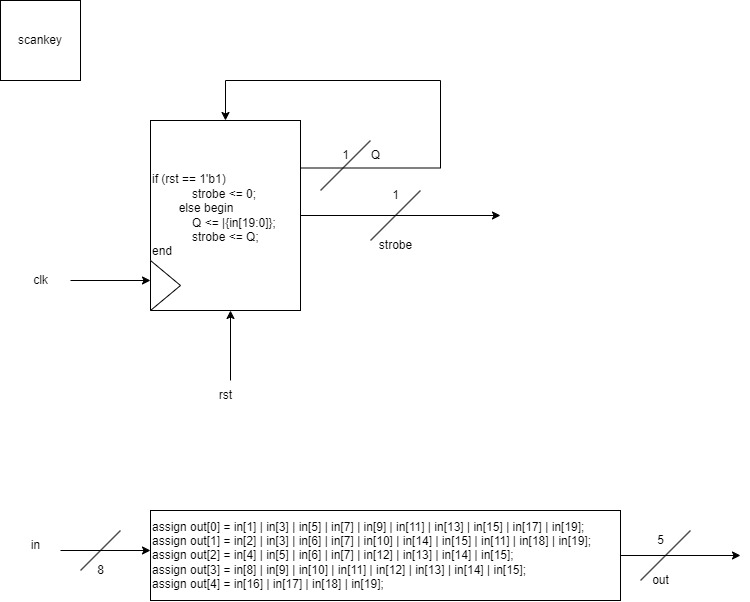 scankey
1
Q
if (rst == 1'b1)
strobe <= 0;
else begin
Q <= |{in[19:0]};
strobe <= Q;
end
1
strobe
clk
rst
in
8
assign out[0] = in[1] | in[3] | in[5] | in[7] | in[9] | in[11] | in[13] | in[15] | in[17] | in[19];
assign out[1] = in[2] | in[3] | in[6] | in[7] | in[10] | in[14] | in[15] | in[11] | in[18] | in[19];
assign out[2] = in[4] | in[5] | in[6] | in[7] | in[12] | in[13] | in[14] | in[15];
assign out[3] = in[8] | in[9] | in[10] | in[11] | in[12] | in[13] | in[14] | in[15];
assign out[4] = in[16] | in[17] | in[18] | in[19];
5
out